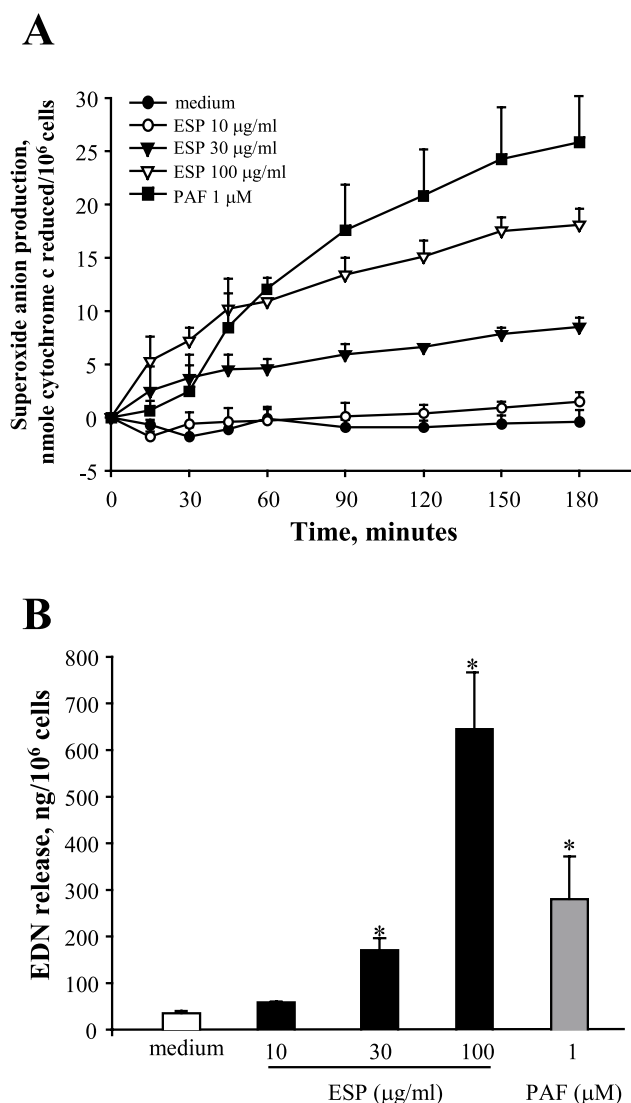 A
Superoxide anion production,
nmole cytochrome c reduced/10⁶ cells
30
25
20
15
10
5
0
-5
medium
ESP 10 μg/ml
ESP 30 μg/ml
ESP 100 μg/ml
PAF 1 μM
0 30 60 90 120 150 180
Time, minutes
B
EDN release, ng/10⁶ cells
800
700
600
500
400
300
200
100
0
*
*
*
medium 10 30 100 1
ESP (μg/ml) PAF (μM)